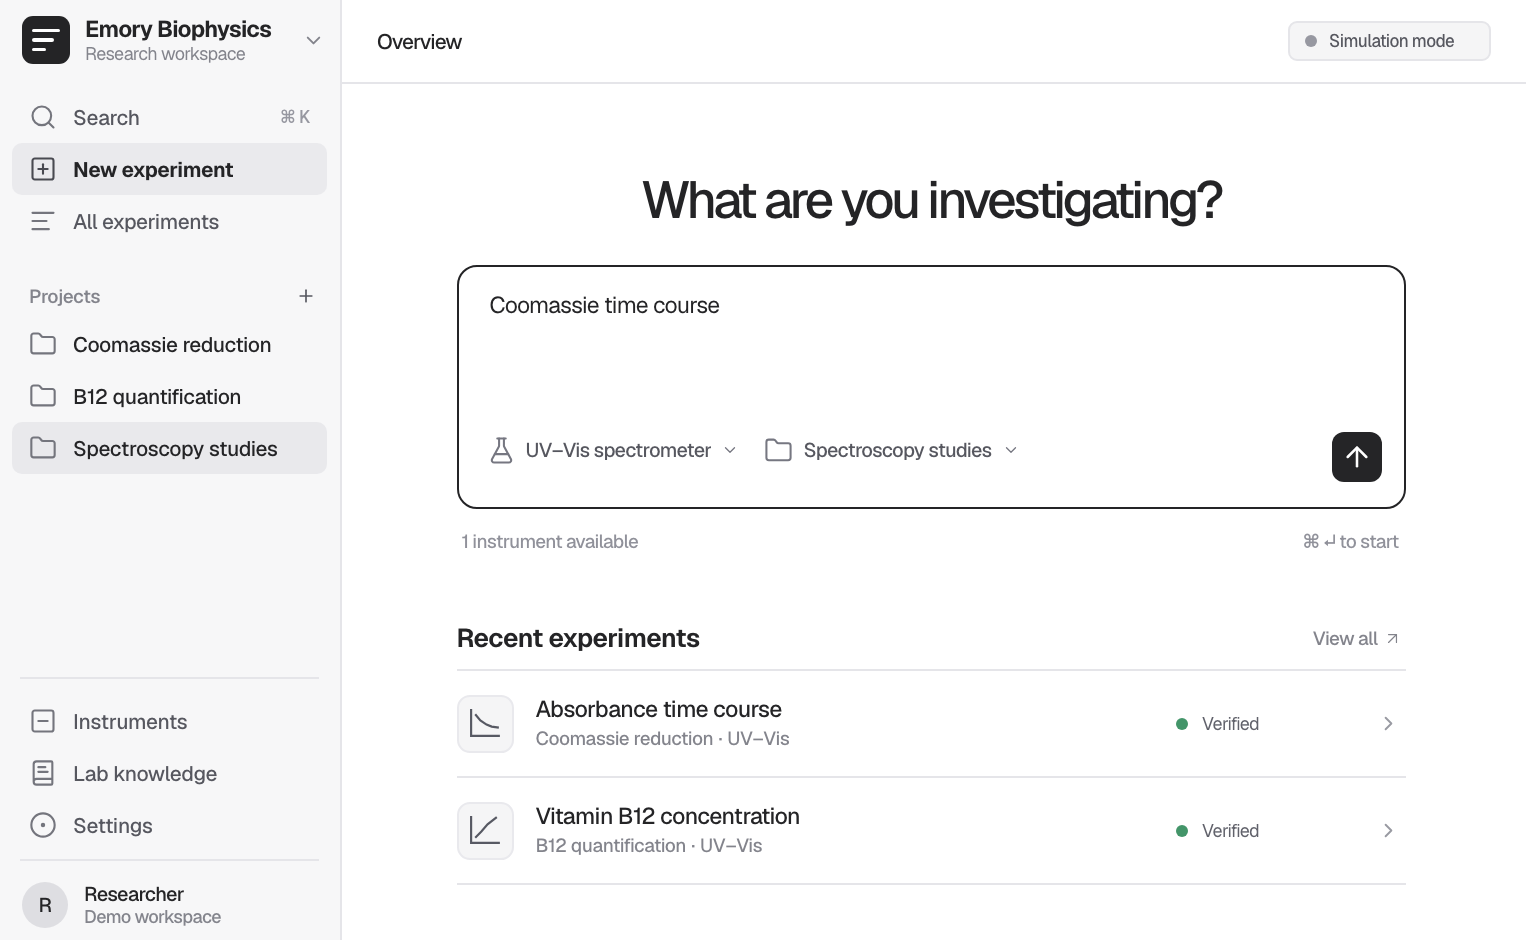 Emory Biophysics
Research workspace
Search ⌘ K
New experiment
All experiments
Projects
Coomassie reduction
B12 quantification
Spectroscopy studies
Instruments
Lab knowledge
Settings
R
Researcher
Demo workspace
Overview
Simulation mode
What are you investigating?
Coomassie time course
UV–Vis spectrometer Spectroscopy studies
1 instrument available
⌘ ↵ to start
Recent experiments
View all
Absorbance time course
Coomassie reduction · UV–Vis
Verified
Vitamin B12 concentration
B12 quantification · UV–Vis
Verified